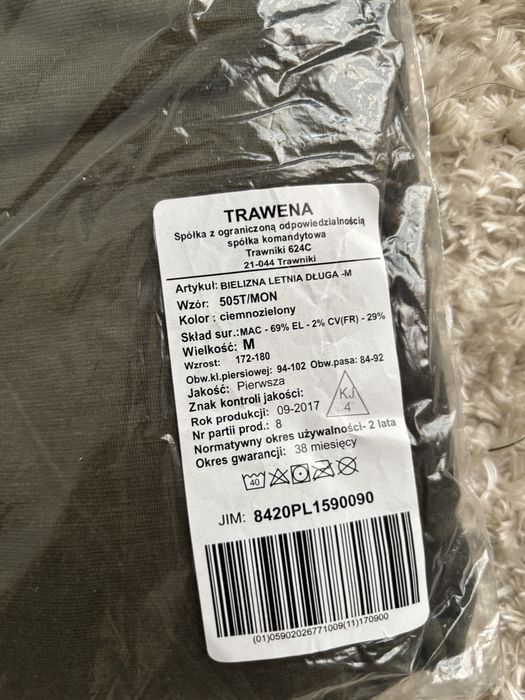 TRAWENA
Spółka z ograniczoną odpowiedzialnością
spółka komandytowa
Trawniki 624C
21-044 Trawniki
Artykuł: BIELIZNA LETNIA DŁUGA -M
Wzór: 505T/MON
Kolor : ciemnozielony
Skład sur.:MAC - 69% EL - 2% CV(FR) - 29%
Wielkość: M
Wzrost: 172-180
Obw.kl.piersiowej: 94-102 Obw.pasa: 84-92
Jakość: Pierwsza
Znak kontroli jakości: KJ 4
Rok produkcji: 09-2017
Nr partii prod.: 8
Normatywny okres używalności- 2 lata
Okres gwarancji: 38 miesięcy
40
JIM: 8420PL1590090
(01)05902026771009(11)170900